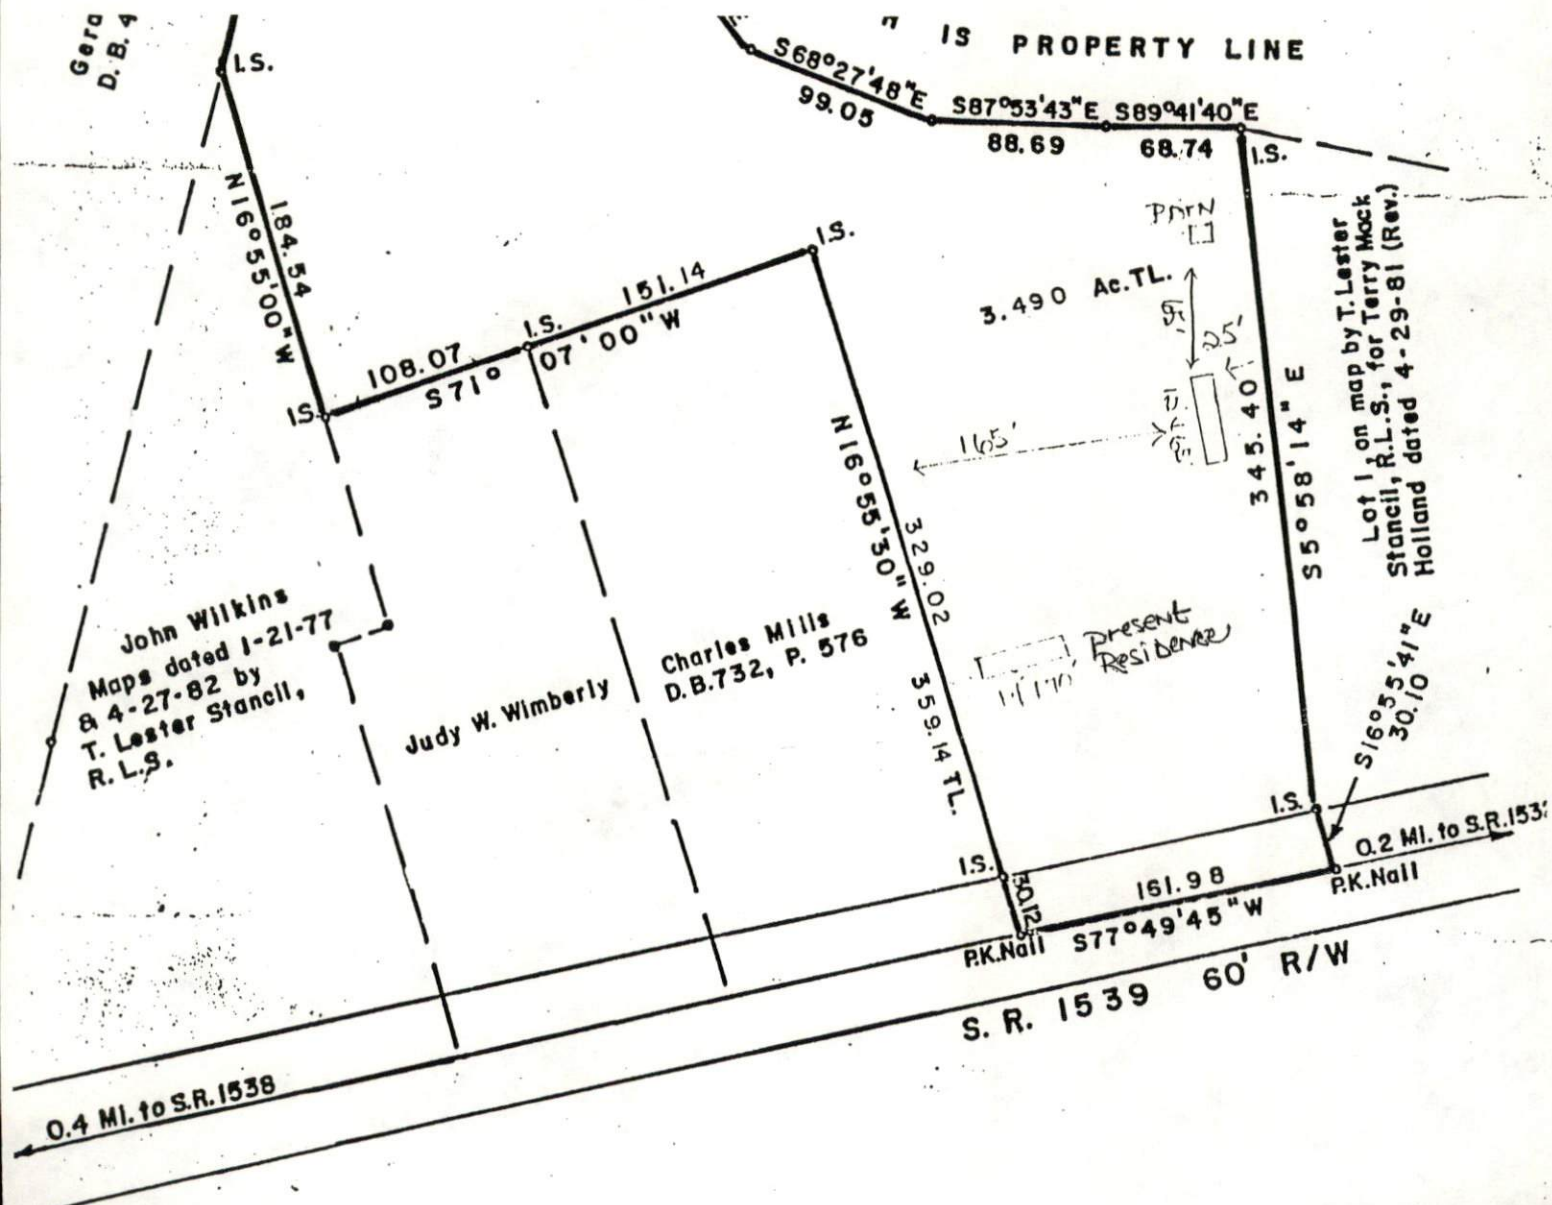 Gera
D. B. 4
I.S.
IS PROPERTY LINE
S68°27'48"E
99.05
S87°53'43"E
88.69
S89°41'40"E
68.74
I.S.
N16°55'00"W
184.54
I.S.
108.07
I.S.
151.14
I.S.
S71° 07'00"W
3.490 Ac. TL.
25'
165'
345.40
S5°58'14"E
Lot 1, on map by T. Lester
Stancil, R.L.S., for Terry Mack
Holland dated 4-29-81 (Rev.)
N16°55'30"W
329.02
359.14 TL.
present
Residence
John Wilkins
Maps dated 1-21-77
& 4-27-82 by
T. Lester Stancil,
R. L. S.
Judy W. Wimberly
Charles Mills
D.B.732, P. 576
S16°55'41"E
30.10
I.S.
I.S.
30.12
161.98
S77°49'45"W
P.K.Nail
P.K.Nail
0.2 MI. to S.R.153
S. R. 1539 60' R/W
0.4 MI. to S.R.1538